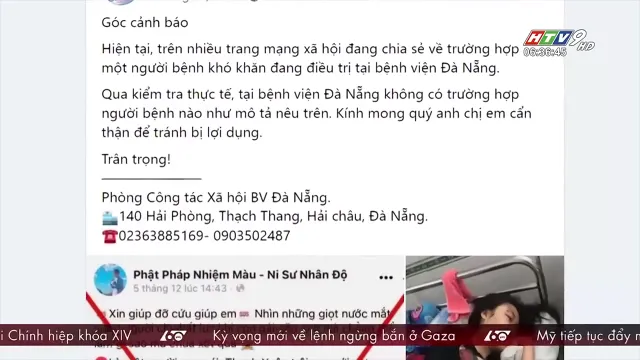 HTV9 HD
06:36:45
Góc cảnh báo
Hiện tại, trên nhiều trang mạng xã hội đang chia sẻ về trường hợp
một người bệnh khó khăn đang điều trị tại bệnh viện Đà Nẵng.
Qua kiểm tra thực tế, tại bệnh viện Đà Nẵng không có trường hợp
người bệnh nào như mô tả nêu trên. Kính mong quý anh chị em cẩn
thận để tránh bị lợi dụng.
Trân trọng!
Phòng Công tác Xã hội BV Đà Nẵng.
140 Hải Phòng, Thạch Thang, Hải châu, Đà Nẵng.
02363885169- 0903502487
Phật Pháp Nhiệm Màu - Ni Sư Nhân Độ
5 tháng 12 lúc 14:43
Xin giúp đỡ cứu giúp em Nhìn những giọt nước mắt
i Chính hiệp khóa XIV 60 Kỳ vọng mới về lệnh ngừng bắn ở Gaza 60 Mỹ tiếp tục đẩy n